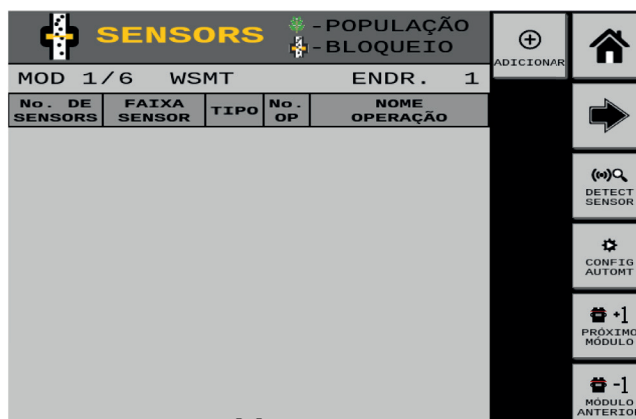 SENSORS
-POPULAÇÃO
-BLOQUEIO
ADICIONAR
MOD 1/6 WSMT ENDR. 1
No. DE SENSORS
FAIXA SENSOR
TIPO
No. OP
NOME OPERAÇÃO
DETECT
SENSOR
CONFIG
AUTOMT
+1
PRÓXIMO
MÓDULO
-1
MÓDULO
ANTERIOR